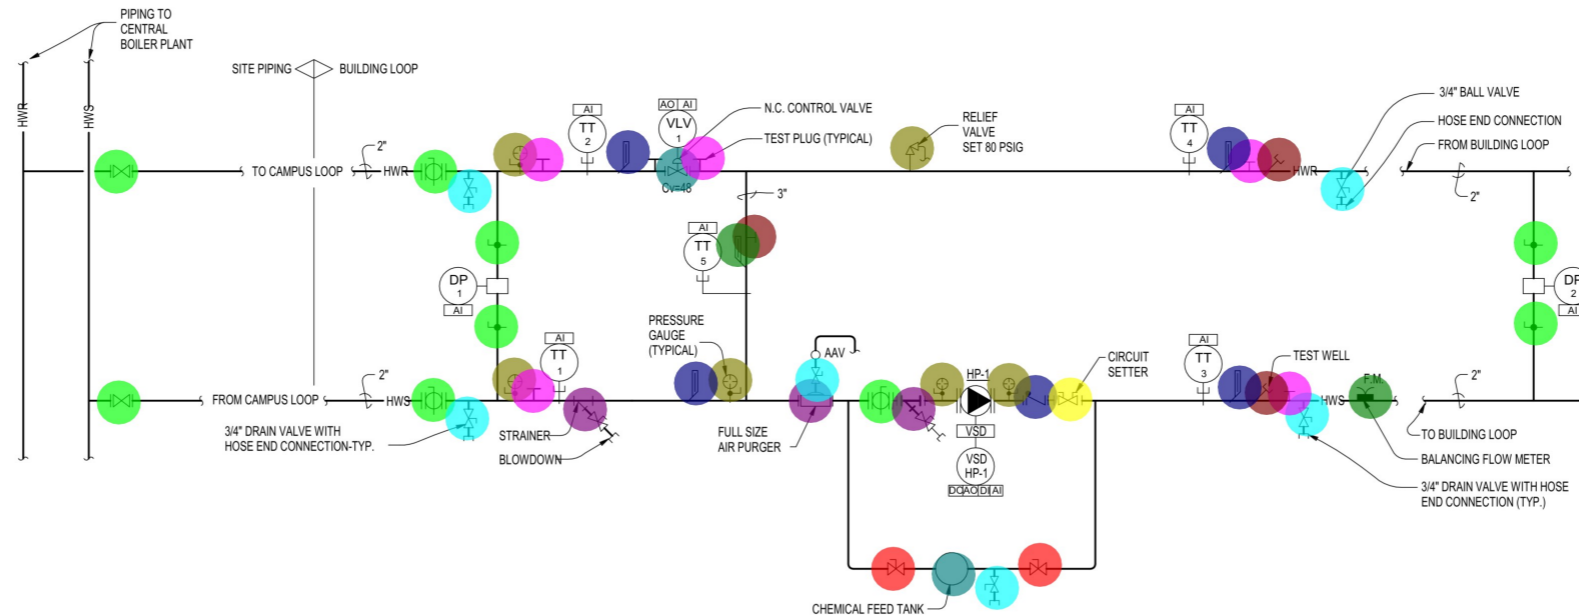 PIPING TO
CENTRAL
BOILER PLANT
SITE PIPING
BUILDING LOOP
HWR
HWS
2"
TO CAMPUS LOOP
HWR
AI
TT
2
AO AI
VLV
1
N.C. CONTROL VALVE
TEST PLUG (TYPICAL)
Cv=48
RELIEF
VALVE
SET 80 PSIG
AI
TT
4
HWR
3/4" BALL VALVE
HOSE END CONNECTION
FROM BUILDING LOOP
2"
3"
AI
TT
5
DP
1
AI
DP
2
AI
PRESSURE
GAUGE
(TYPICAL)
AAV
AI
TT
1
2"
FROM CAMPUS LOOP
HWS
3/4" DRAIN VALVE WITH
HOSE END CONNECTION-TYP.
STRAINER
BLOWDOWN
FULL SIZE
AIR PURGER
HP-1
VSD
VSD
HP-1
DO AO DI AI
CIRCUIT
SETTER
AI
TT
3
TEST WELL
HWS
F.M.
2"
TO BUILDING LOOP
BALANCING FLOW METER
3/4" DRAIN VALVE WITH HOSE
END CONNECTION (TYP.)
CHEMICAL FEED TANK